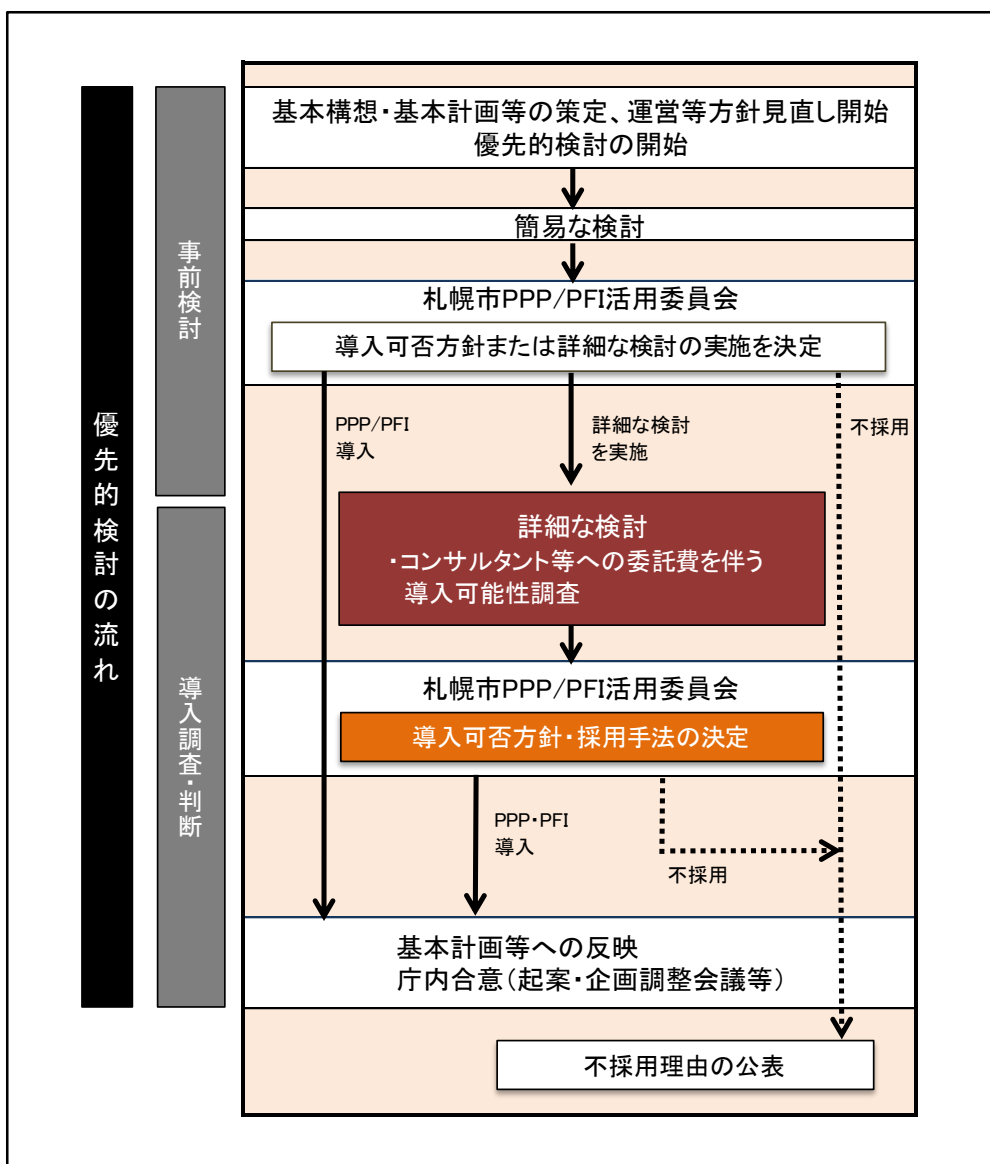 優先的検討の流れ
事前検討
導入調査・判断
基本構想・基本計画等の策定、運営等方針見直し開始
優先的検討の開始
簡易な検討
札幌市PPP/PFI活用委員会
導入可否方針または詳細な検討の実施を決定
PPP/PFI
導入
詳細な検討
を実施
不採用
詳細な検討
・コンサルタント等への委託費を伴う
導入可能性調査
札幌市PPP/PFI活用委員会
導入可否方針・採用手法の決定
PPP・PFI
導入
不採用
基本計画等への反映
庁内合意（起案・企画調整会議等）
不採用理由の公表